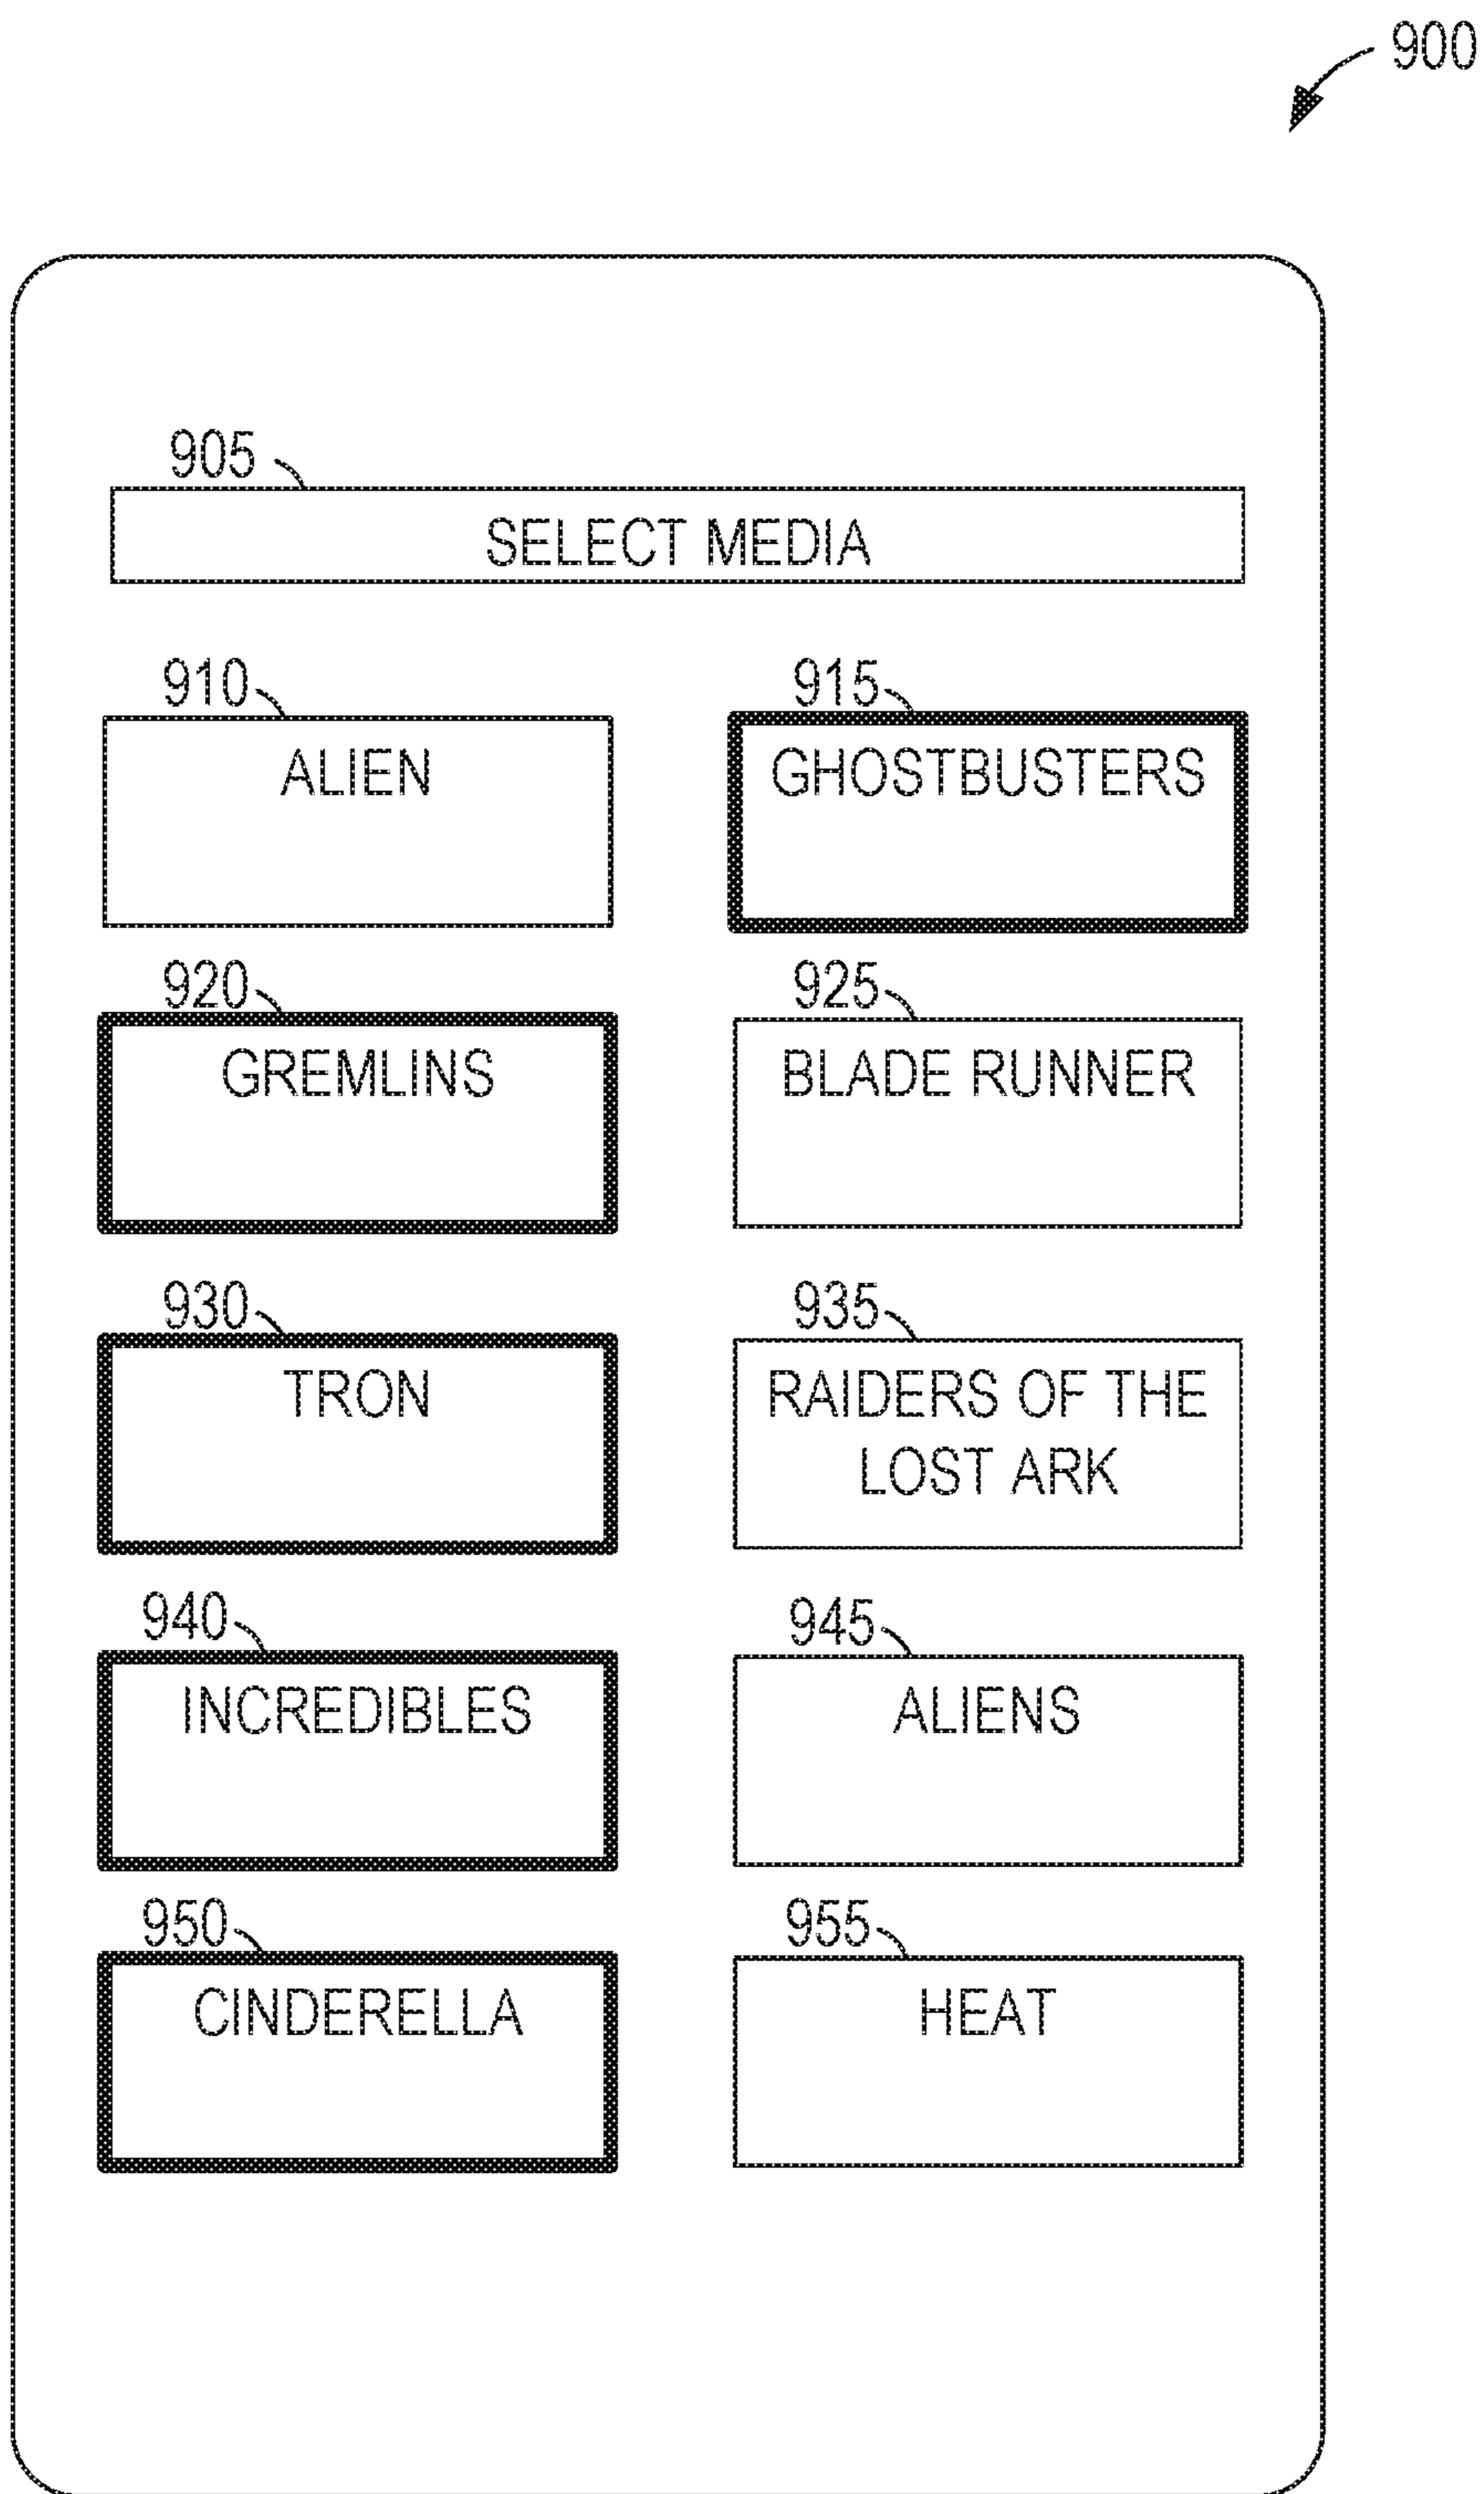 900
905
SELECT MEDIA
910
915
ALIEN
GHOSTBUSTERS
920
925
GREMLINS
BLADE RUNNER
930
935
TRON
RAIDERS OF THE
LOST ARK
940
945
INCREDIBLES
ALIENS
950
955
CINDERELLA
HEAT